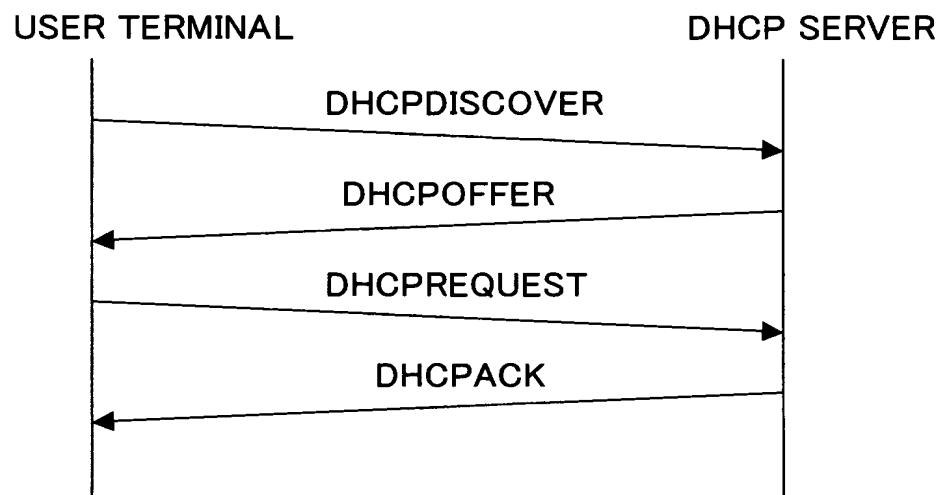 USER TERMINAL
DHCP SERVER
DHCPDISCOVER
DHCPOFFER
DHCPREQUEST
DHCPACK